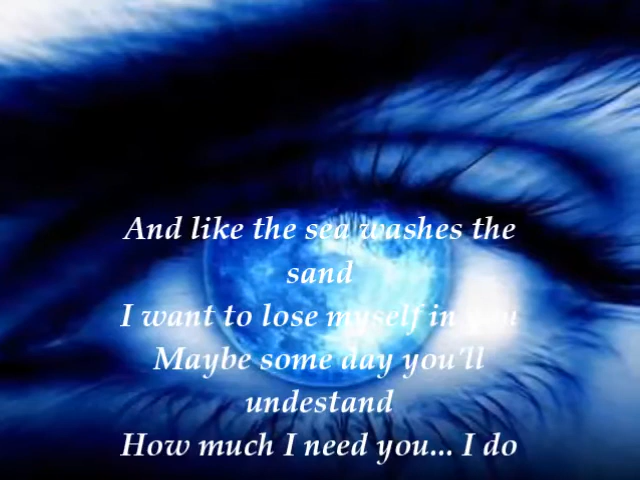 And like the sea washes the
sand
I want to lose myself in you
Maybe some day you'll
undestand
How much I need you... I do